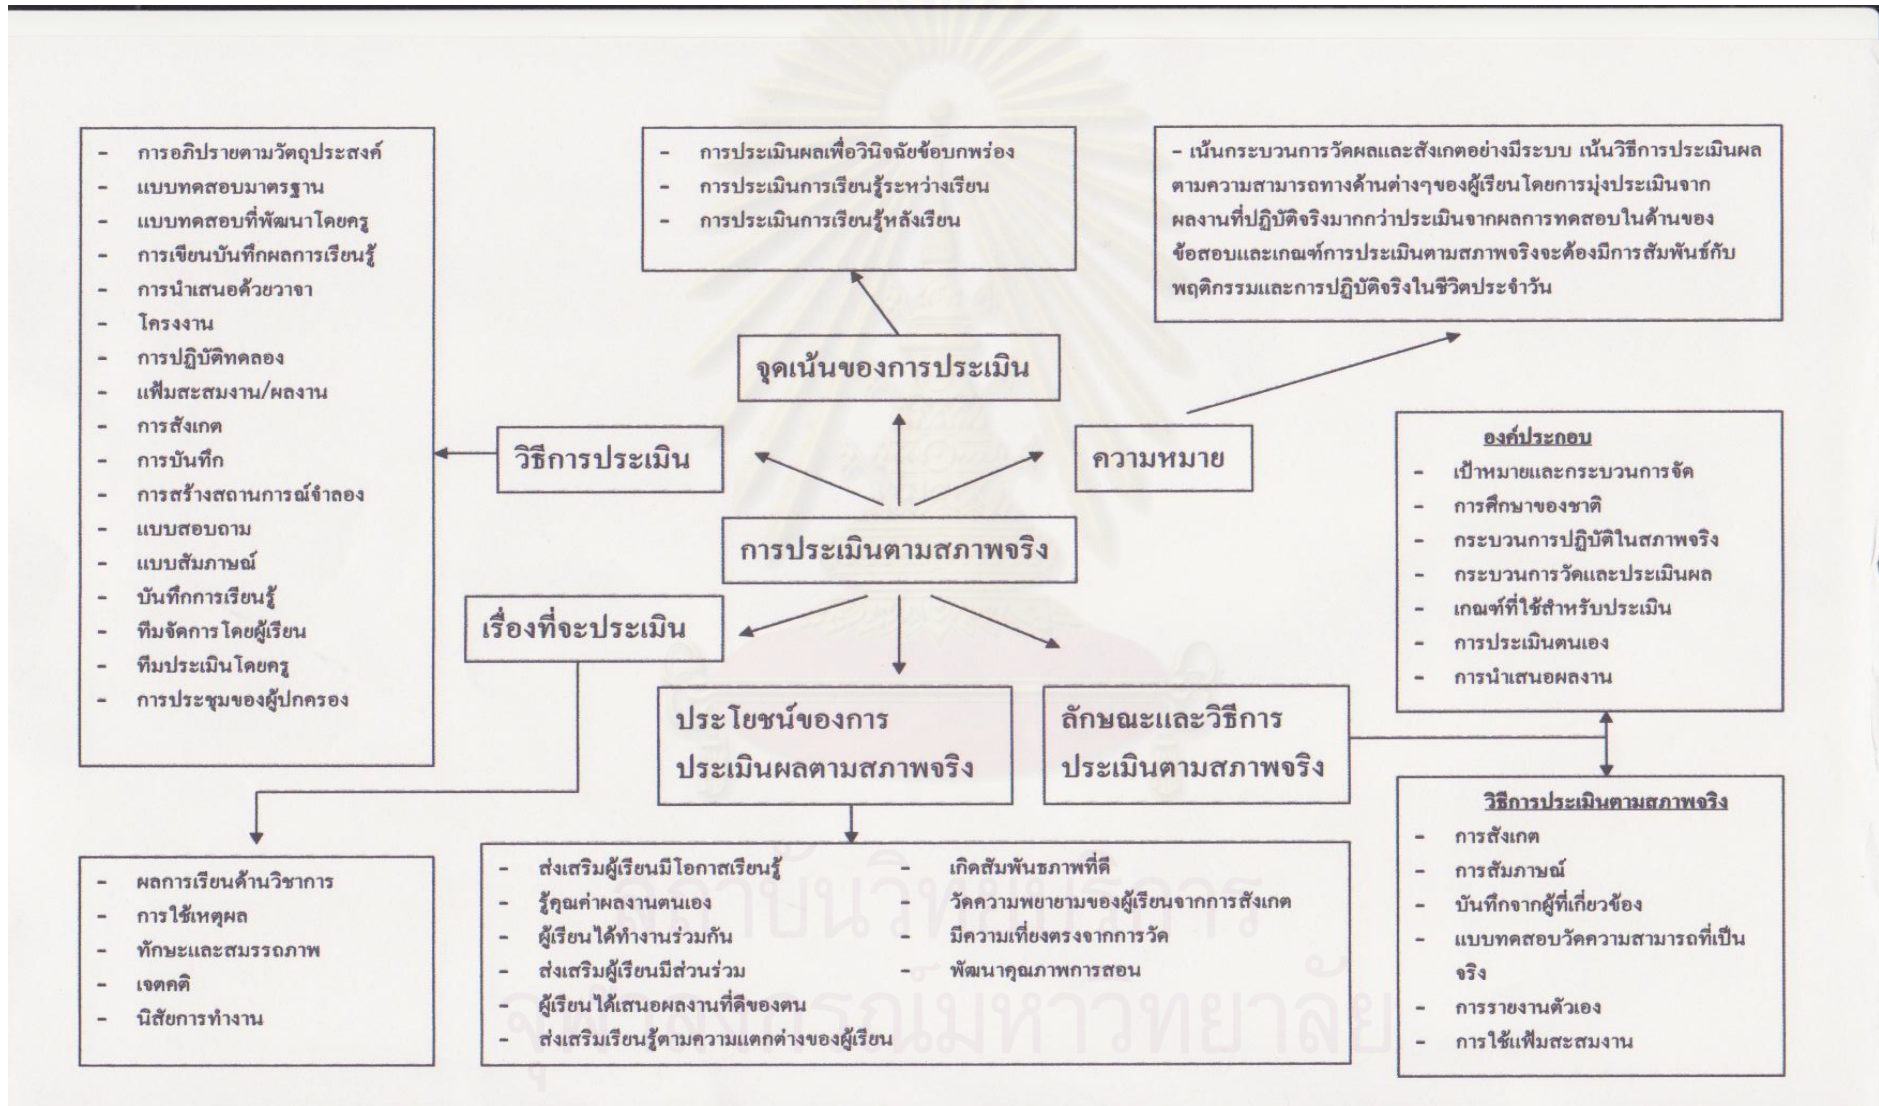 - การอภิปรายตามวัตถุประสงค์
- แบบทดสอบมาตรฐาน
- แบบทดสอบที่พัฒนาโดยครู
- การเขียนบันทึกผลการเรียนรู้
- การนำเสนอด้วยวาจา
- โครงงาน
- การปฏิบัติทดลอง
- แฟ้มสะสมงาน/ผลงาน
- การสังเกต
- การบันทึก
- การสร้างสถานการณ์จำลอง
- แบบสอบถาม
- แบบสัมภาษณ์
- บันทึกการเรียนรู้
- ทีมจัดการโดยผู้เรียน
- ทีมประเมินโดยครู
- การประชุมของผู้ปกครอง
- การประเมินผลเพื่อวินิจฉัยข้อบกพร่อง
- การประเมินการเรียนรู้ระหว่างเรียน
- การประเมินการเรียนรู้หลังเรียน
- เน้นกระบวนการวัดผลและสังเกตอย่างมีระบบ เน้นวิธีการประเมินผล
ตามความสามารถทางด้านต่างๆของผู้เรียนโดยการมุ่งประเมินจาก
ผลงานที่ปฏิบัติจริงมากกว่าประเมินจากผลการทดสอบในด้านของ
ข้อสอบและเกณฑ์การประเมินตามสภาพจริงจะต้องมีการสัมพันธ์กับ
พฤติกรรมและการปฏิบัติจริงในชีวิตประจำวัน
จุดเน้นของการประเมิน
วิธีการประเมิน
ความหมาย
การประเมินตามสภาพจริง
เรื่องที่จะประเมิน
ประโยชน์ของการ
ประเมินผลตามสภาพจริง
ลักษณะและวิธีการ
ประเมินตามสภาพจริง
องค์ประกอบ
- เป้าหมายและกระบวนการจัด
- การศึกษาของชาติ
- กระบวนการปฏิบัติในสภาพจริง
- กระบวนการวัดและประเมินผล
- เกณฑ์ที่ใช้สำหรับประเมิน
- การประเมินตนเอง
- การนำเสนอผลงาน
วิธีการประเมินตามสภาพจริง
- การสังเกต
- การสัมภาษณ์
- บันทึกจากผู้ที่เกี่ยวข้อง
- แบบทดสอบวัดความสามารถที่เป็น
จริง
- การรายงานตัวเอง
- การใช้แฟ้มสะสมงาน
- ผลการเรียนด้านวิชาการ
- การใช้เหตุผล
- ทักษะและสมรรถภาพ
- เจตคติ
- นิสัยการทำงาน
- ส่งเสริมผู้เรียนมีโอกาสเรียนรู้
- รู้คุณค่าผลงานตนเอง
- ผู้เรียนได้ทำงานร่วมกัน
- ส่งเสริมผู้เรียนมีส่วนร่วม
- ผู้เรียนได้เสนอผลงานที่ดีของตน
- ส่งเสริมเรียนรู้ตามความแตกต่างของผู้เรียน
- เกิดสัมพันธภาพที่ดี
- วัดความพยายามของผู้เรียนจากการสังเกต
- มีความเที่ยงตรงจากการวัด
- พัฒนาคุณภาพการสอน
สถาบันวิทยบริการ
จุฬาลงกรณ์มหาวิทยาลัย